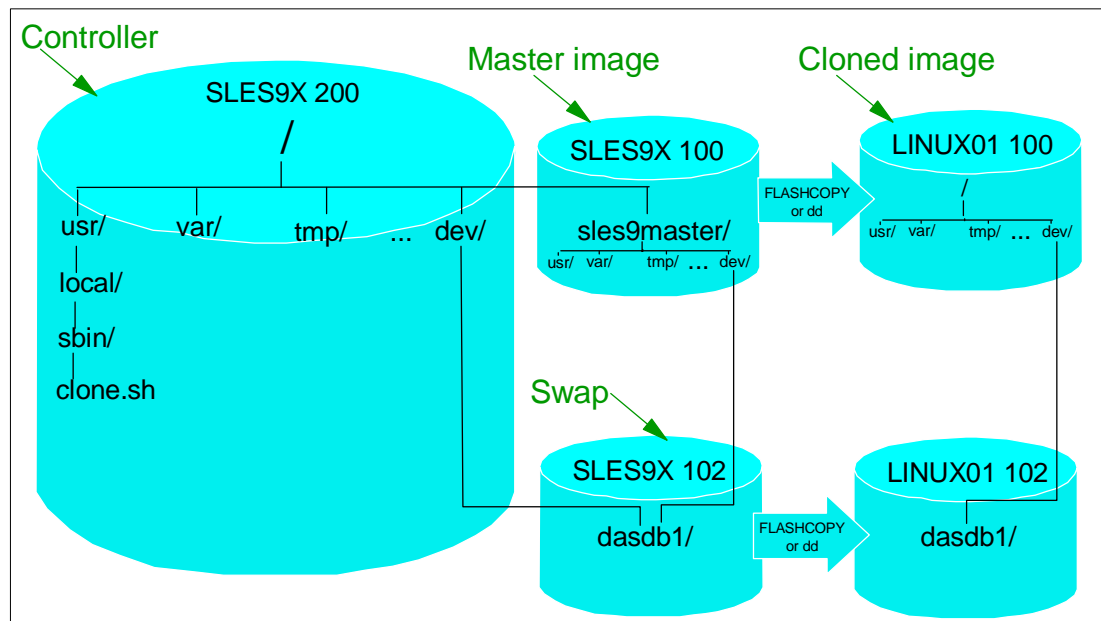 Controller
SLES9X 200
/
usr/ var/ tmp/ ... dev/
local/
sbin/
clone.sh
Master image
SLES9X 100
sles9master/
usr/ var/ tmp/ ... dev/
FLASHCOPY
or dd
Cloned image
LINUX01 100
/
usr/ var/ tmp/ ... dev/
Swap
SLES9X 102
dasdb1/
FLASHCOPY
or dd
LINUX01 102
dasdb1/